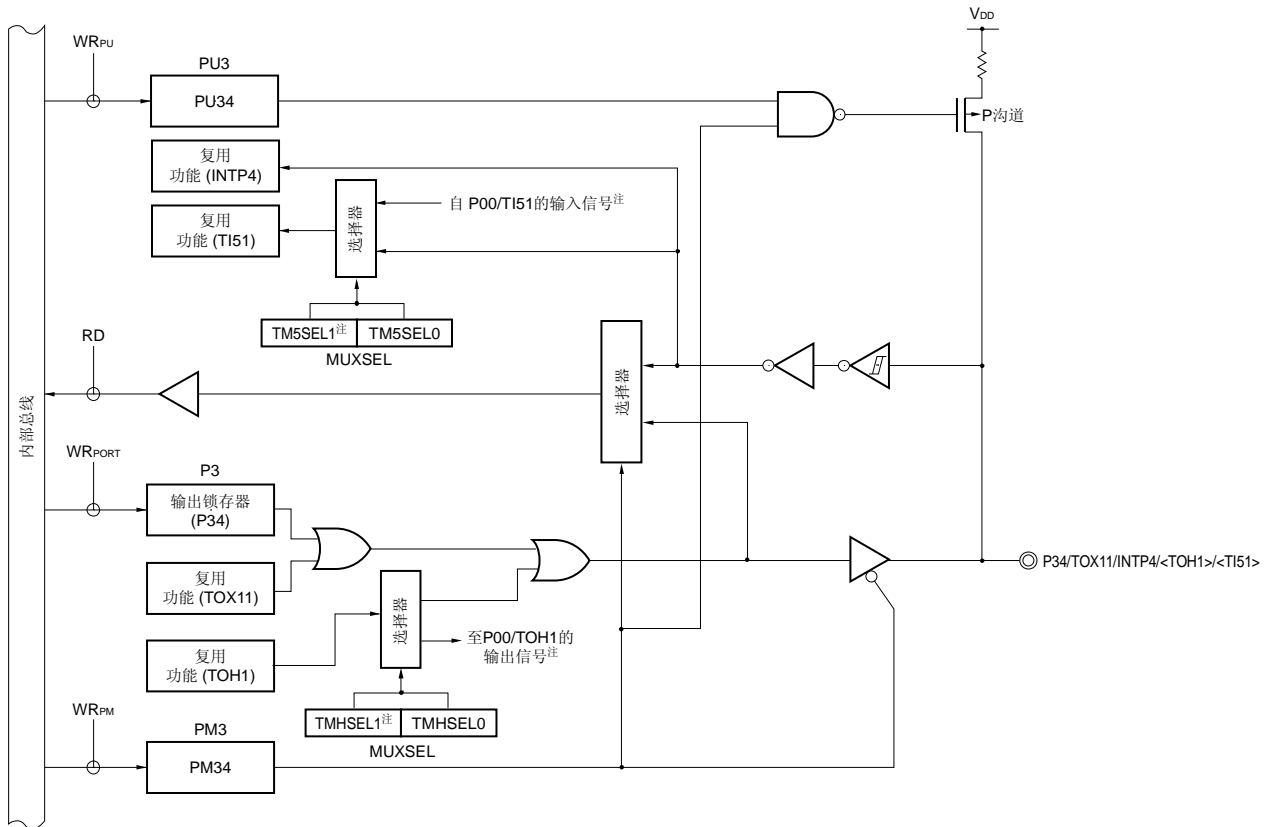 VDD
WRPU
PU3
PU34
P沟道
复用
功能 (INTP4)
自 P00/TI51的输入信号注
选择器
复用
功能 (TI51)
TM5SEL1注
TM5SEL0
MUXSEL
RD
选择器
内部总线
WRPORT
P3
输出锁存器
(P34)
P34/TOX11/INTP4/<TOH1>/<TI51>
复用
功能 (TOX11)
选择器
至P00/TOH1的
输出信号注
复用
功能 (TOH1)
TMHSEL1注
TMHSEL0
MUXSEL
WRPM
PM3
PM34